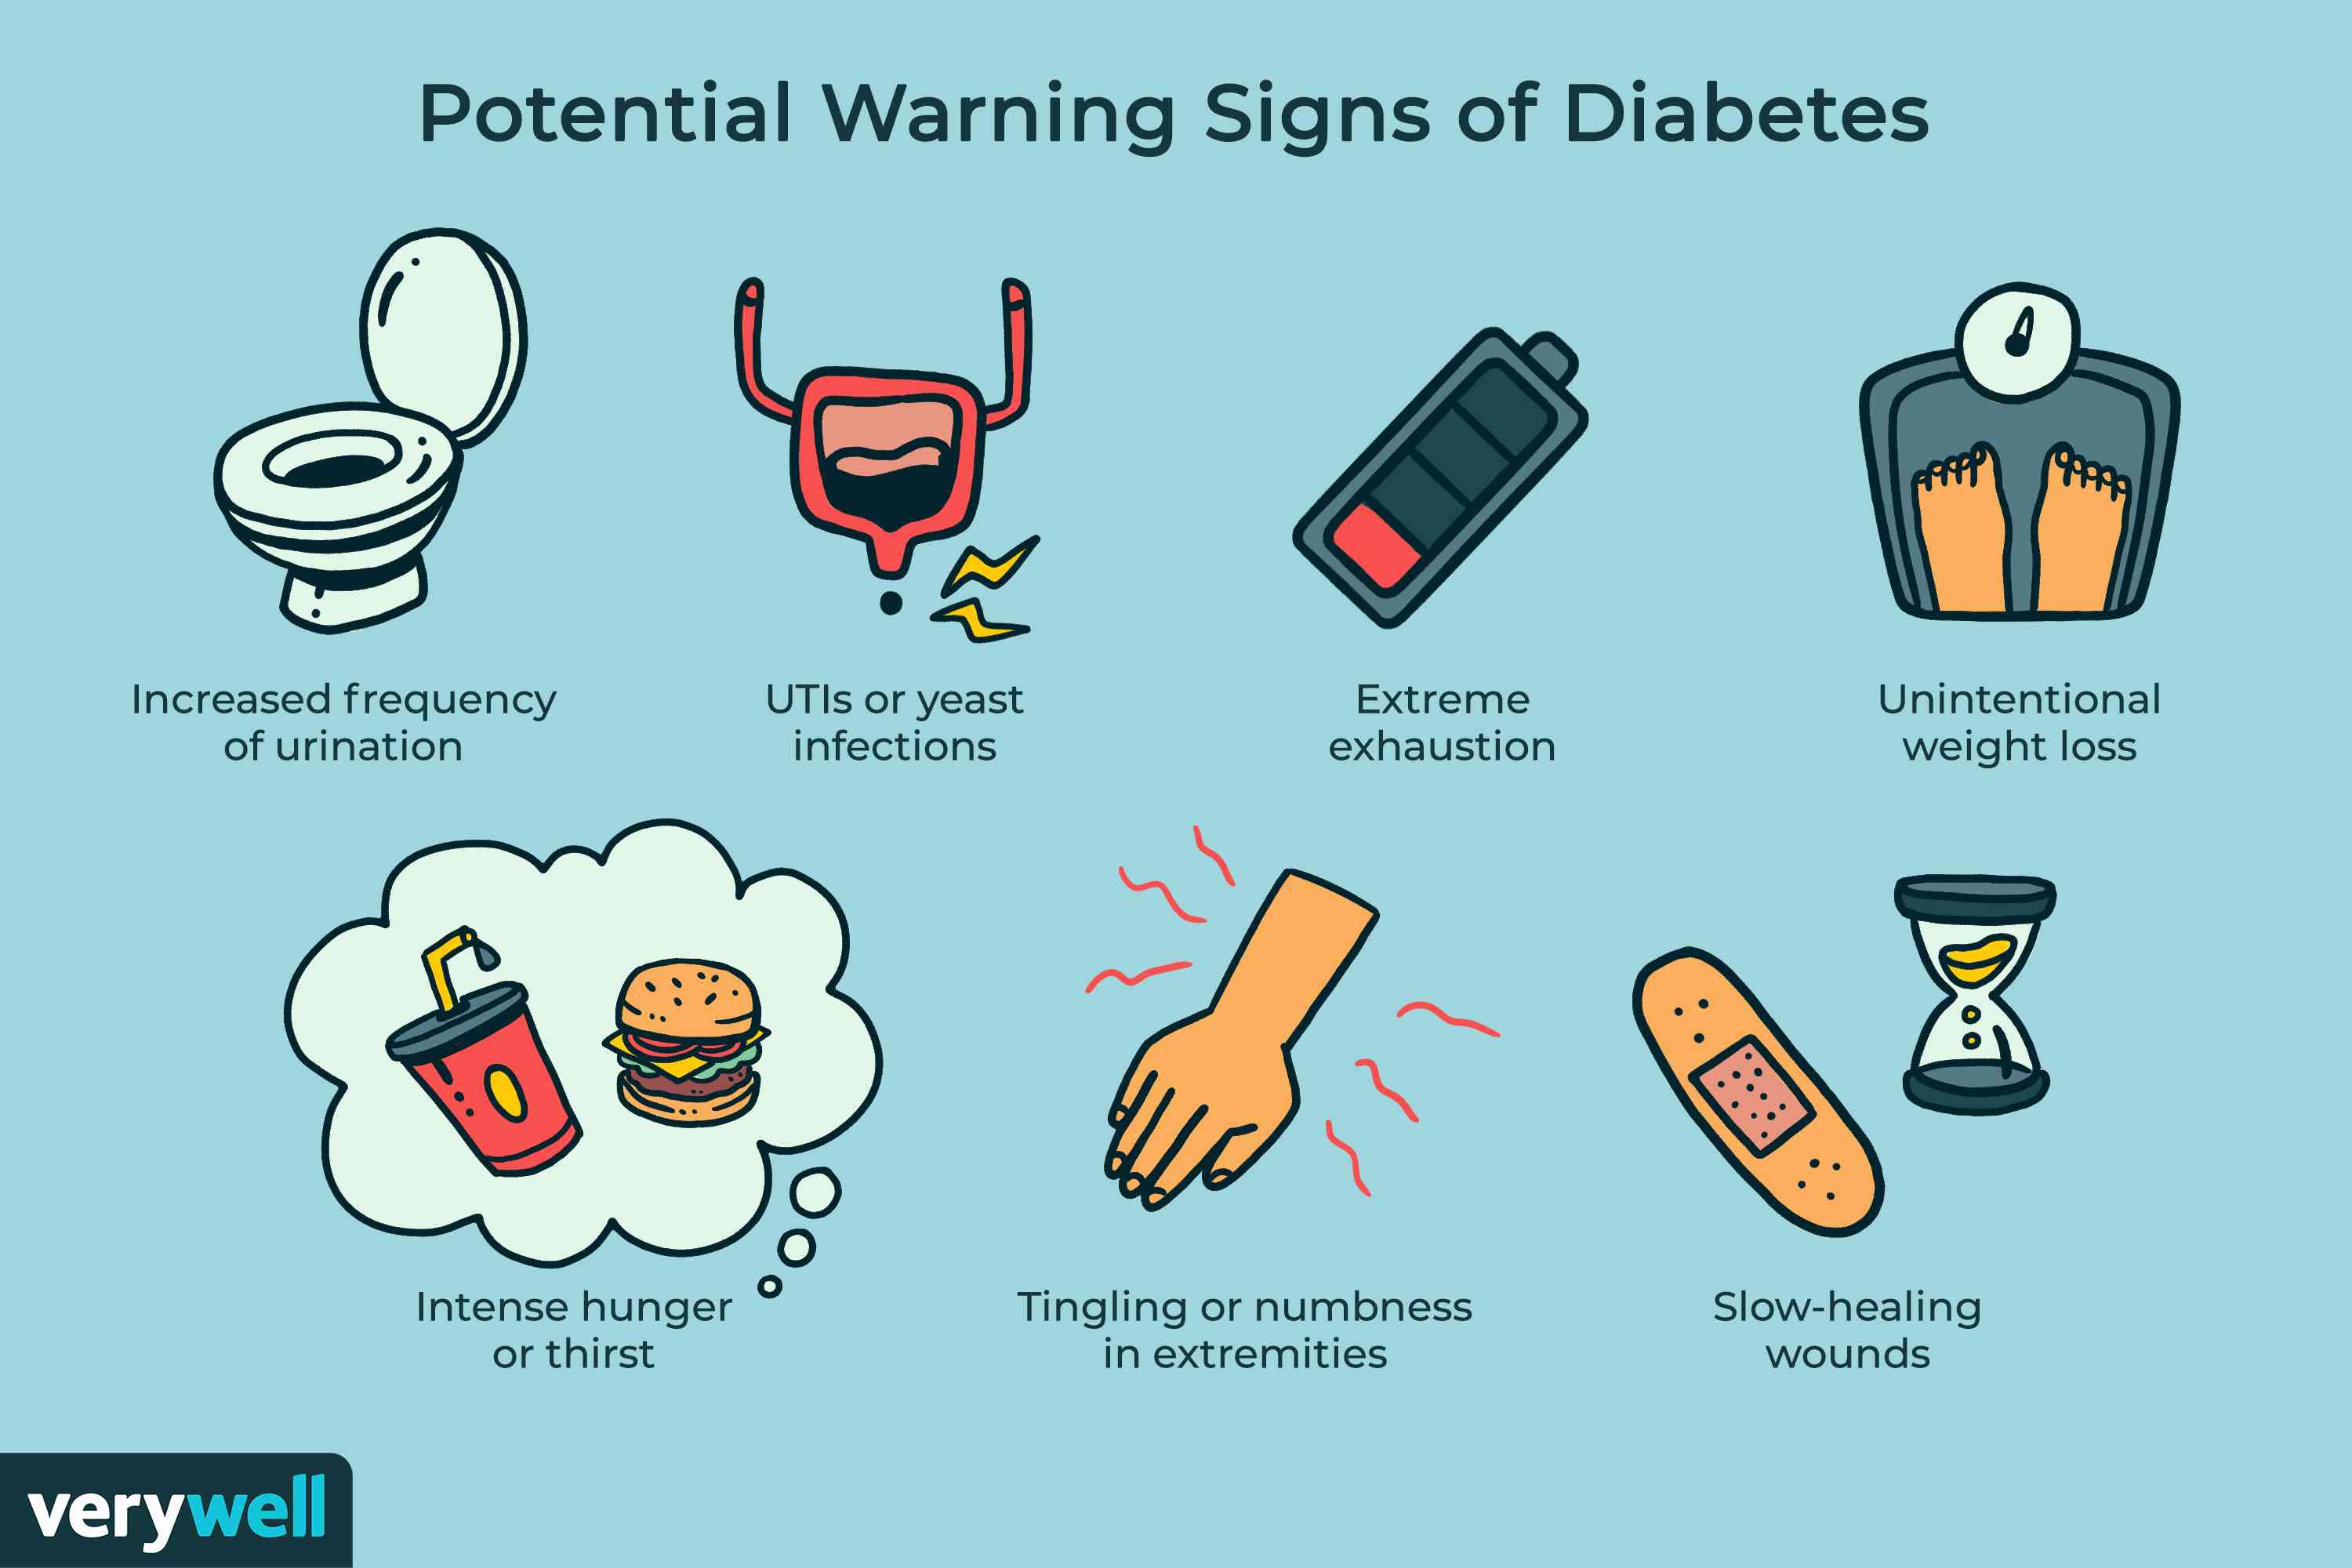 Potential Warning Signs of Diabetes
Increased frequency
of urination
UTIs or yeast
infections
Extreme
exhaustion
Unintentional
weight loss
Intense hunger
or thirst
Tingling or numbness
in extremities
Slow-healing
wounds
verywell